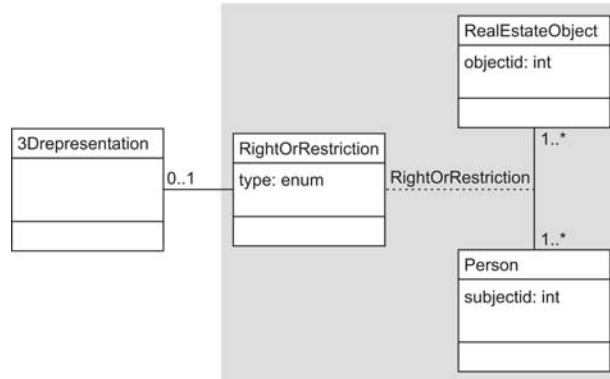 RealEstateObject
objectid: int
3Drepresentation
RightOrRestriction
0..1
type: enum
RightOrRestriction
1..*
1..*
Person
subjectid: int